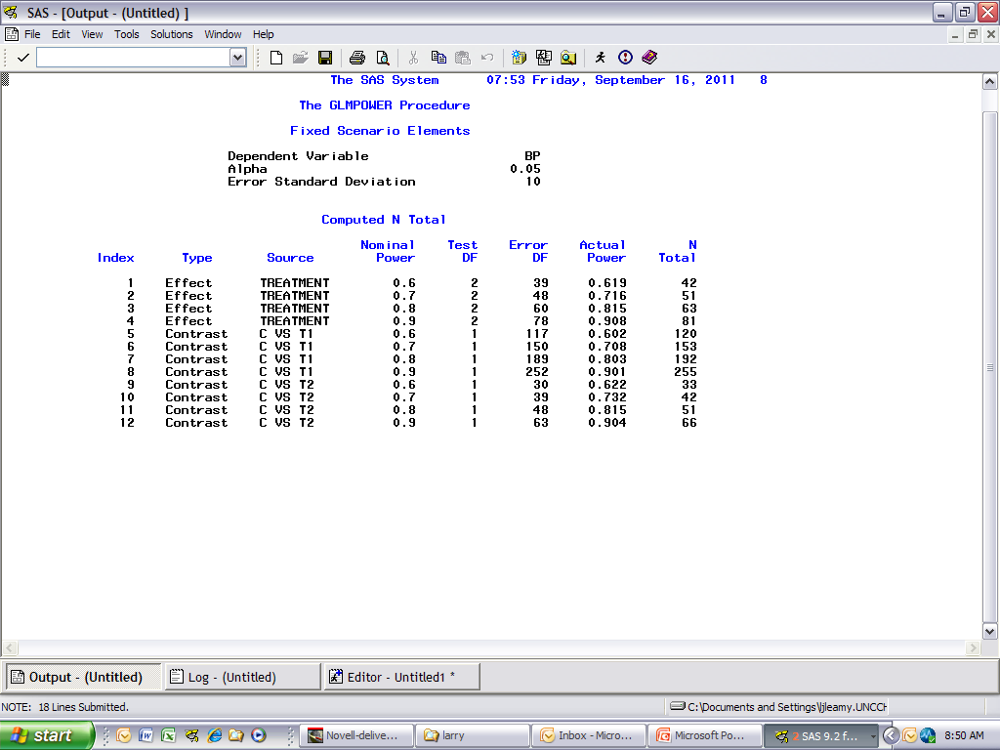 SAS - [Output - (Untitled) ]
File Edit View Tools Solutions Window Help
The SAS System 07:53 Friday, September 16, 2011 8
The GLMPOWER Procedure
Fixed Scenario Elements
Dependent Variable BP
Alpha 0.05
Error Standard Deviation 10
Computed N Total
Nominal Test Error Actual N
Index Type Source Power DF DF Power Total
1 Effect TREATMENT 0.6 2 39 0.619 42
2 Effect TREATMENT 0.7 2 48 0.716 51
3 Effect TREATMENT 0.8 2 60 0.815 63
4 Effect TREATMENT 0.9 2 78 0.908 81
5 Contrast C VS T1 0.6 1 117 0.602 120
6 Contrast C VS T1 0.7 1 150 0.708 153
7 Contrast C VS T1 0.8 1 189 0.803 192
8 Contrast C VS T1 0.9 1 252 0.901 255
9 Contrast C VS T2 0.6 1 30 0.622 33
10 Contrast C VS T2 0.7 1 39 0.732 42
11 Contrast C VS T2 0.8 1 48 0.815 51
12 Contrast C VS T2 0.9 1 63 0.904 66
Output - (Untitled) Log - (Untitled) Editor - Untitled1 *
NOTE: 18 Lines Submitted. C:\Documents and Settings\jleamy.UNCCH
start Novell-delive... larry Inbox - Micro... Microsoft Po... SAS 9.2 f... 8:50 AM